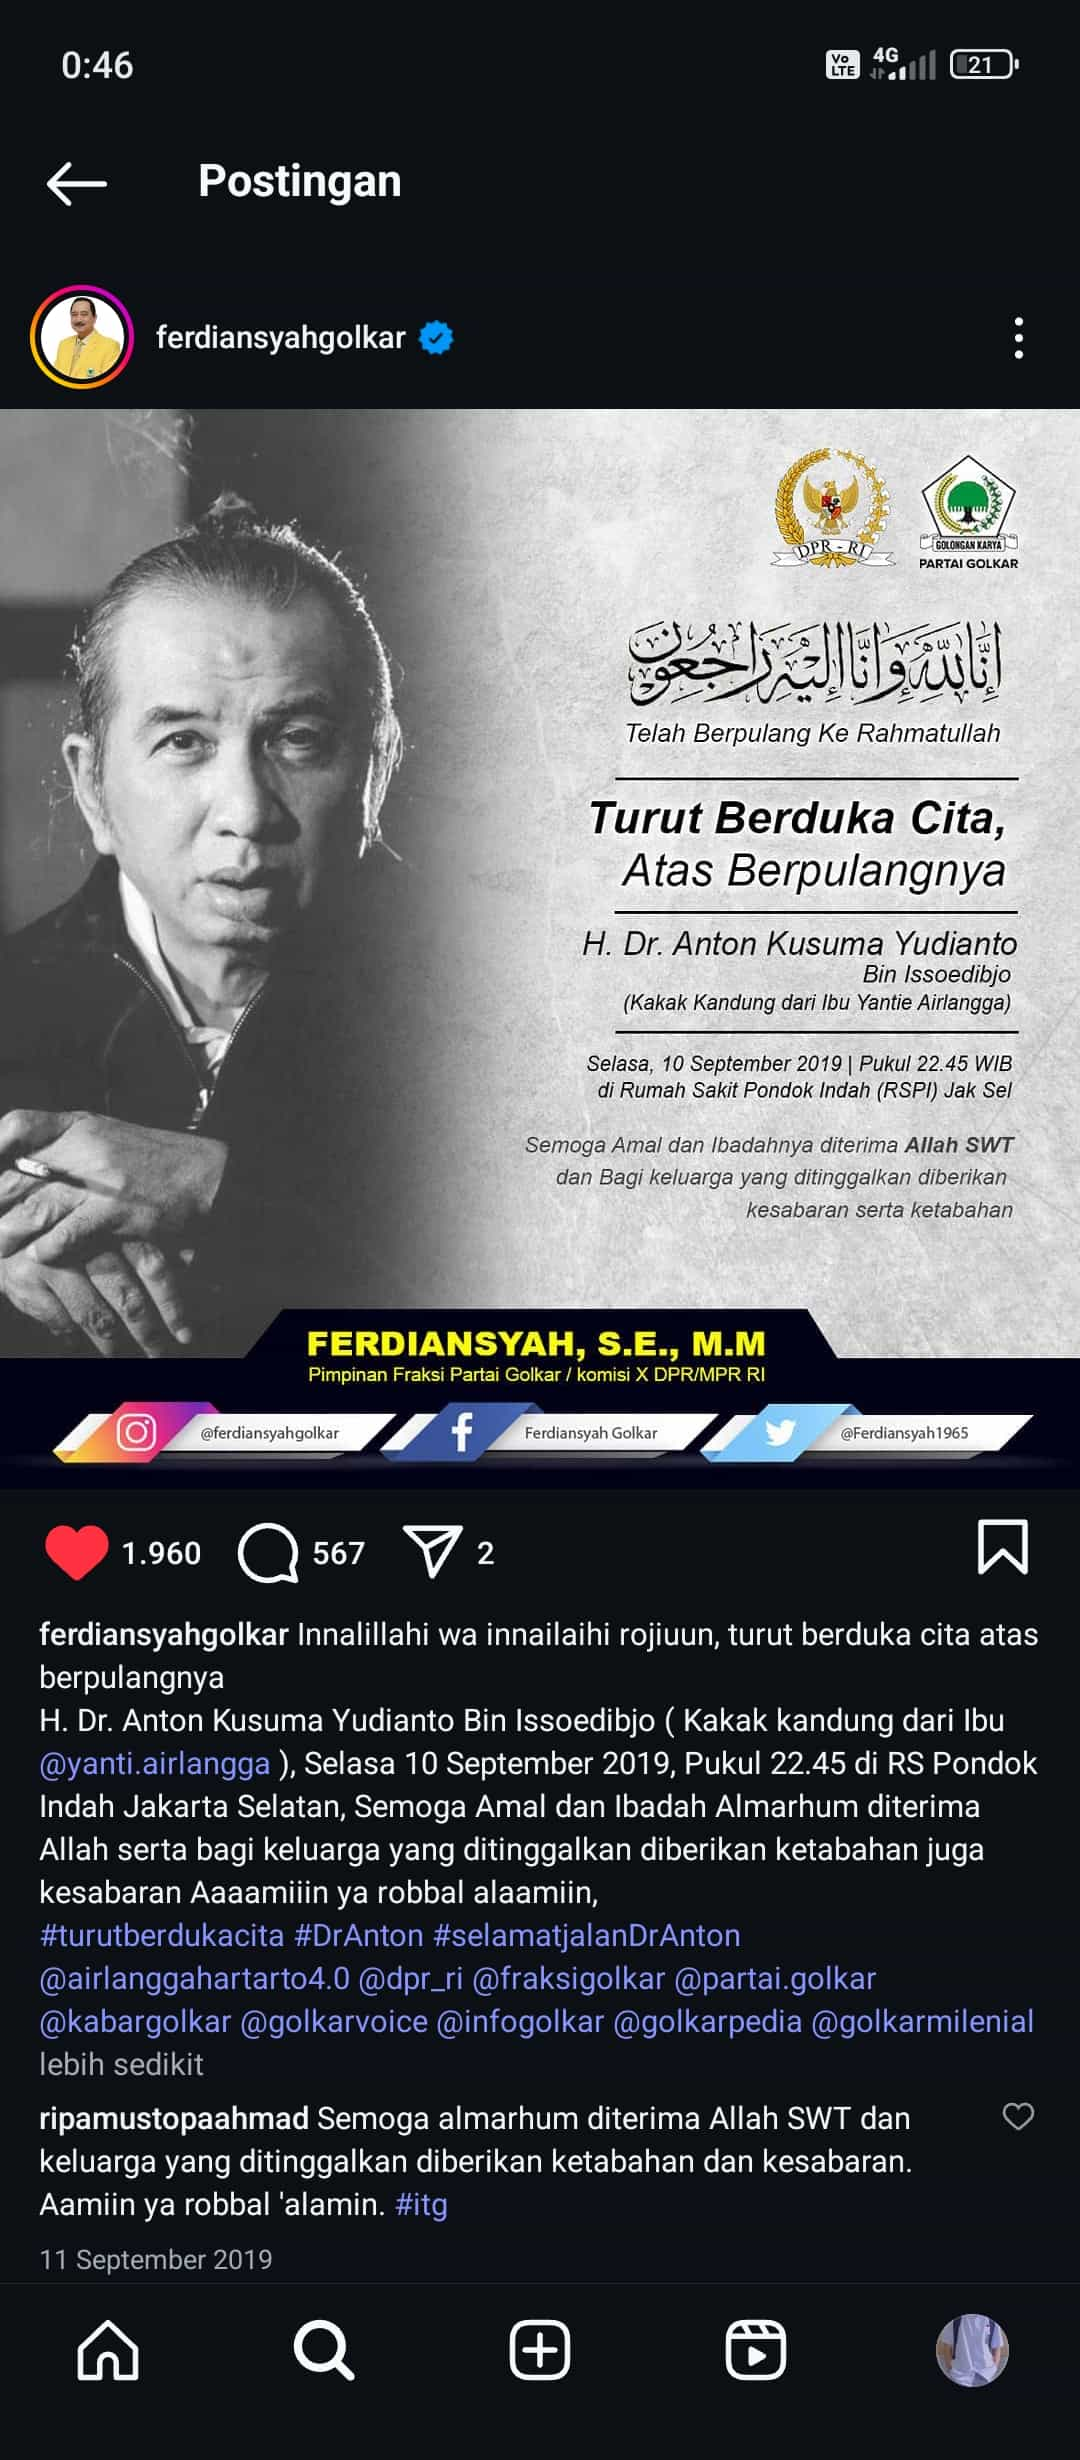 0:46
Vo LTE
4G
21
Postingan
ferdiansyahgolkar
DPR - RI
GOLONGAN KARYA
PARTAI GOLKAR
إِنَّا لِلّٰهِ وَإِنَّا إِلَيْهِ رَاجِعُونَ
Telah Berpulang Ke Rahmatullah
Turut Berduka Cita,
Atas Berpulangnya
H. Dr. Anton Kusuma Yudianto
Bin Issoedibjo
(Kakak Kandung dari Ibu Yantie Airlangga)
Selasa, 10 September 2019 | Pukul 22.45 WIB
di Rumah Sakit Pondok Indah (RSPI) Jak Sel
Semoga Amal dan Ibadahnya diterima Allah SWT
dan Bagi keluarga yang ditinggalkan diberikan
kesabaran serta ketabahan
FERDIANSYAH, S.E., M.M
Pimpinan Fraksi Partai Golkar / komisi X DPR/MPR RI
@ferdiansyahgolkar
Ferdiansyah Golkar
@Ferdiansyah1965
1.960
567
2
ferdiansyahgolkar Innalillahi wa innailaihi rojiuun, turut berduka cita atas
berpulangnya
H. Dr. Anton Kusuma Yudianto Bin Issoedibjo ( Kakak kandung dari Ibu
@yanti.airlangga ), Selasa 10 September 2019, Pukul 22.45 di RS Pondok
Indah Jakarta Selatan, Semoga Amal dan Ibadah Almarhum diterima
Allah serta bagi keluarga yang ditinggalkan diberikan ketabahan juga
kesabaran Aaaamiiin ya robbal alaamiin,
#turutberdukacita #DrAnton #selamatjalanDrAnton
@airlanggahartarto4.0 @dpr_ri @fraksigolkar @partai.golkar
@kabargolkar @golkarvoice @infogolkar @golkarpedia @golkarmilenial
lebih sedikit
ripamustopaahmad Semoga almarhum diterima Allah SWT dan
keluarga yang ditinggalkan diberikan ketabahan dan kesabaran.
Aamiin ya robbal 'alamin. #itg
11 September 2019